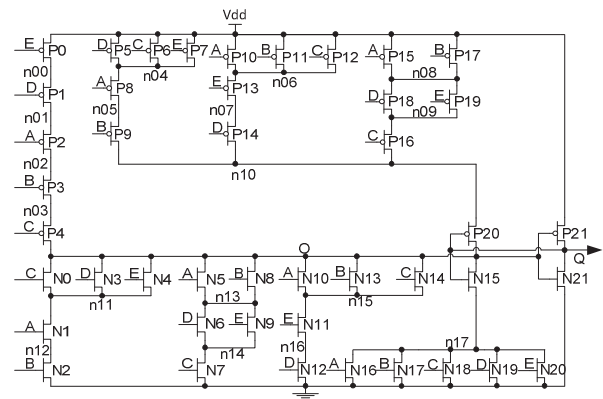 Vdd
E P0 D P5 C P6 E P7 A P10 B P11 C P12 A P15 B P17
n00 n04 n06 n08
D P1 A P8 E P13 D P18 E P19
n01 n05 n07 n09
A P2 B P9 D P14 C P16
n02
B P3 n10
n03
C P4 P20 P21
O Q
C N0 D N3 E N4 A N5 B N8 A N10 B N13 C N14 N15 N21
n11 n13 n15
A N1 D N6 E N9 E N11
n12 n14 n16 n17
B N2 C N7 D N12 A N16 B N17 C N18 D N19 E N20